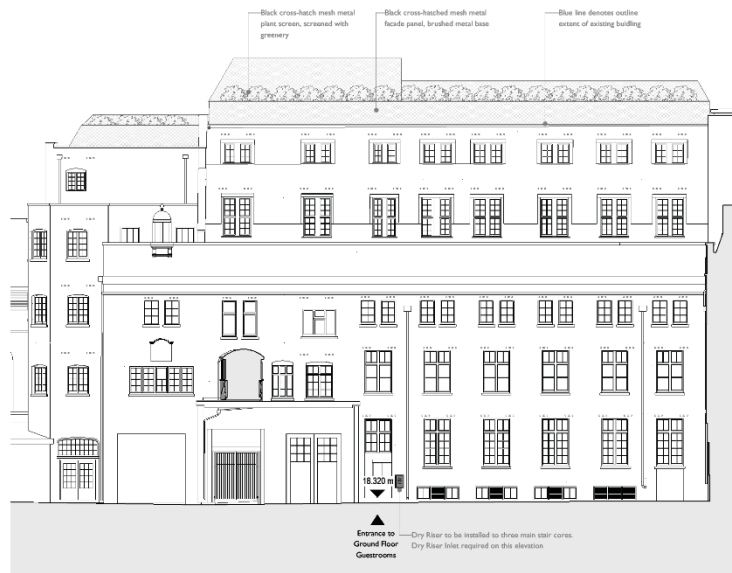 Black cross-hatch mesh metal
plant screen, screened with
greenery
Black cross-hatched mesh metal
facade panel, brushed metal base
Blue line denotes outline
extent of existing buidling
18.320 m
Entrance to
Ground Floor
Guestrooms
Dry Riser to be installed to three main stair cores.
Dry Riser Inlet required on this elevation